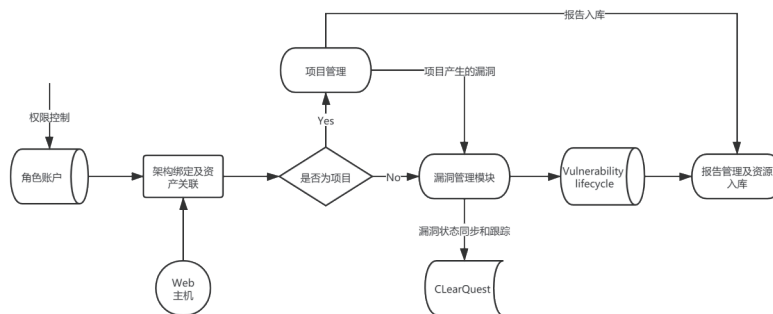 报告入库
项目管理
项目产生的漏洞
权限控制
Yes
角色账户
架构绑定及资
产关联
是否为项目
No
漏洞管理模块
Vulnerability
lifecycle
报告管理及资源
入库
漏洞状态同步和跟踪
Web
主机
CLearQuest